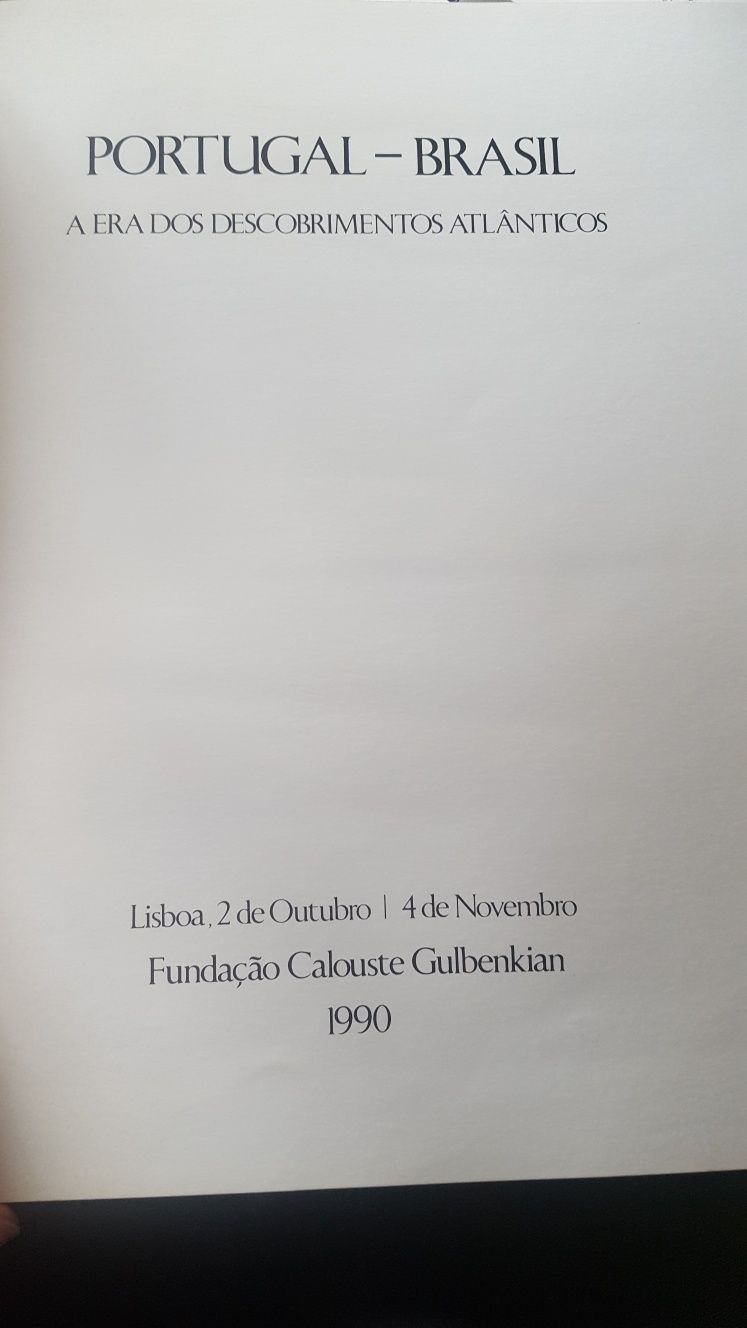 PORTUGAL – BRASIL
A ERA DOS DESCOBRIMENTOS ATLÂNTICOS
Lisboa, 2 de Outubro | 4 de Novembro
Fundação Calouste Gulbenkian
1990